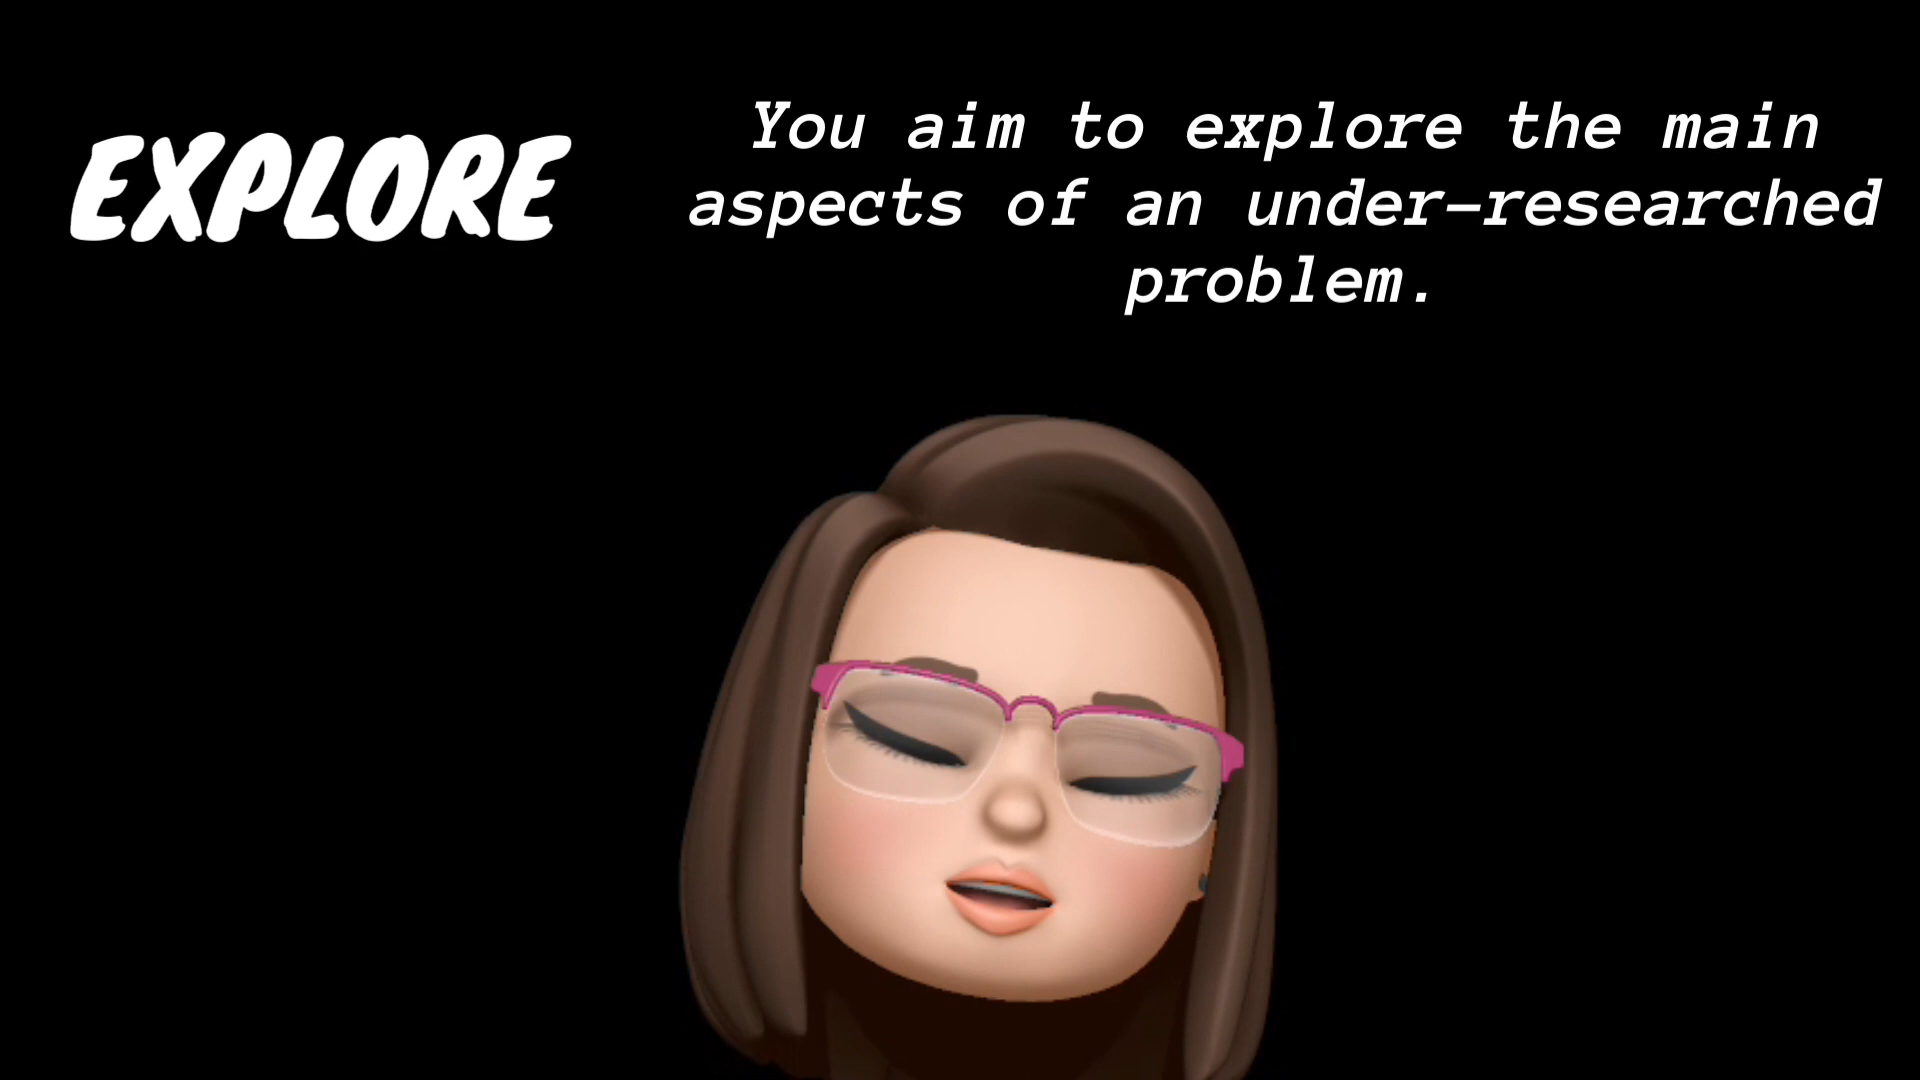 EXPLORE
You aim to explore the main
aspects of an under-researched
problem.